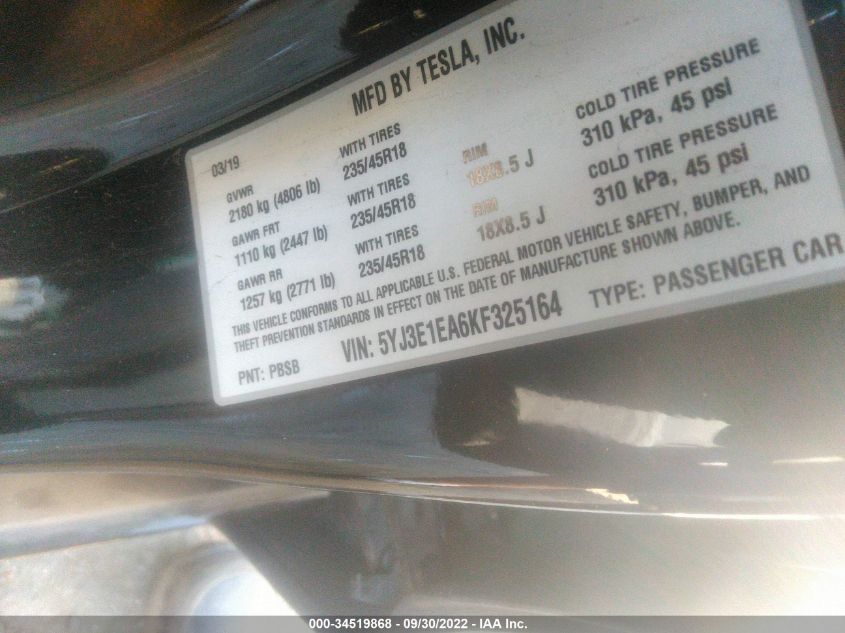 MFD BY TESLA, INC.
03/19
GVWR WITH TIRES RIM COLD TIRE PRESSURE
2180 kg (4806 lb) 235/45R18 18X8.5 J 310 kPa, 45 psi
GAWR FRT WITH TIRES RIM COLD TIRE PRESSURE
1110 kg (2447 lb) 235/45R18 18X8.5 J 310 kPa, 45 psi
GAWR RR WITH TIRES
1257 kg (2771 lb) 235/45R18
THIS VEHICLE CONFORMS TO ALL APPLICABLE U.S. FEDERAL MOTOR VEHICLE SAFETY, BUMPER, AND
THEFT PREVENTION STANDARDS IN EFFECT ON THE DATE OF MANUFACTURE SHOWN ABOVE.
PNT: PBSB VIN: 5YJ3E1EA6KF325164 TYPE: PASSENGER CAR
000-34519868 - 09/30/2022 - IAA Inc.